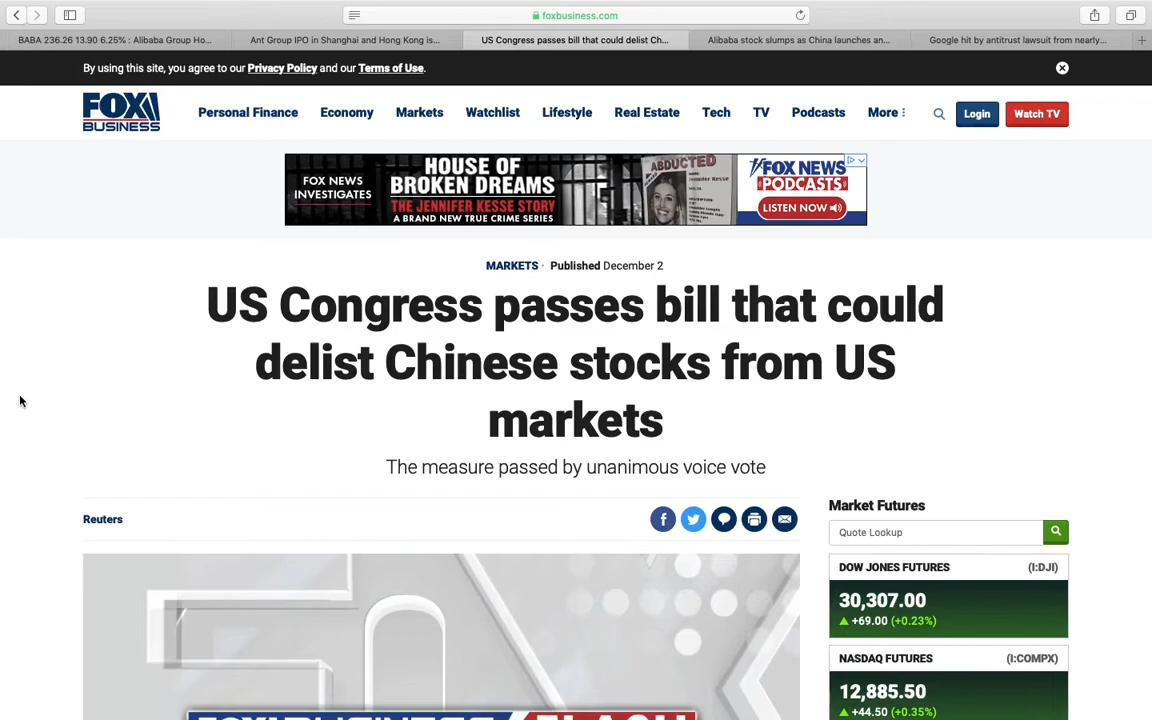 foxbusiness.com
BABA 236.26 13.90 6.25% : Alibaba Group Ho...
Ant Group IPO in Shanghai and Hong Kong is...
US Congress passes bill that could delist Ch...
Alibaba stock slumps as China launches an...
Google hit by antitrust lawsuit from nearly...
By using this site, you agree to our Privacy Policy and our Terms of Use.
FOX
BUSINESS
Personal Finance
Economy
Markets
Watchlist
Lifestyle
Real Estate
Tech
TV
Podcasts
More
Login
Watch TV
FOX NEWS
INVESTIGATES
HOUSE OF
BROKEN DREAMS
THE JENNIFER KESSE STORY
A BRAND NEW TRUE CRIME SERIES
ABDUCTED
FOX NEWS
PODCASTS
LISTEN NOW
MARKETS · Published December 2
US Congress passes bill that could
delist Chinese stocks from US
markets
The measure passed by unanimous voice vote
Reuters
Market Futures
Quote Lookup
DOW JONES FUTURES (I:DJI)
30,307.00
+69.00 (+0.23%)
NASDAQ FUTURES (I:COMPX)
12,885.50
+44.50 (+0.35%)
FOX BUSINESS FLASH